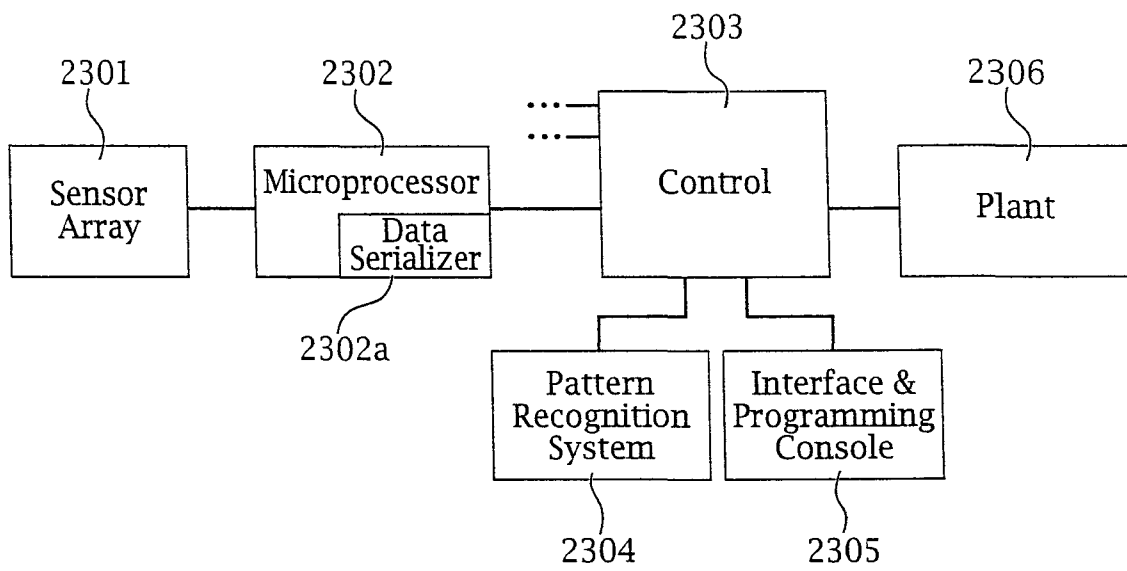 2303
2301
2302
2306
Sensor
Array
Microprocessor
Data
Serializer
Control
Plant
2302a
Pattern
Recognition
System
Interface &
Programming
Console
2304
2305